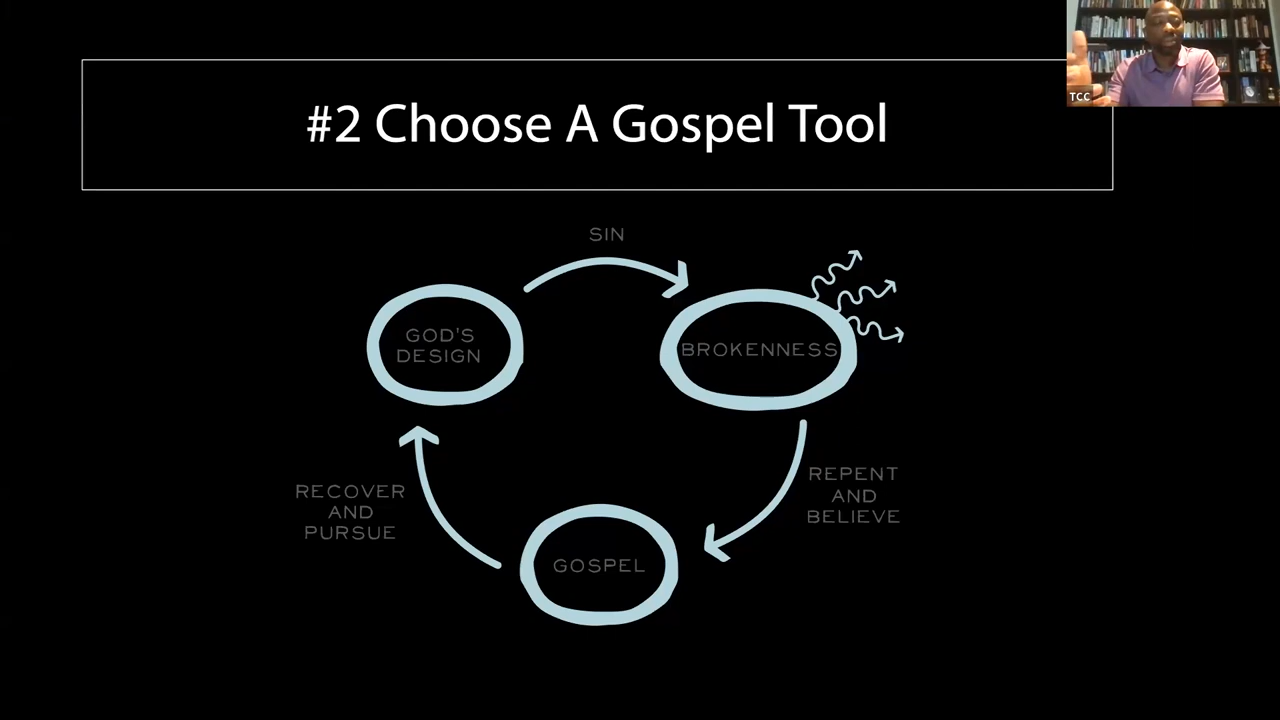 #2 Choose A Gospel Tool
TCC
SIN
GOD'S
DESIGN
BROKENNESS
REPENT
AND
BELIEVE
RECOVER
AND
PURSUE
GOSPEL